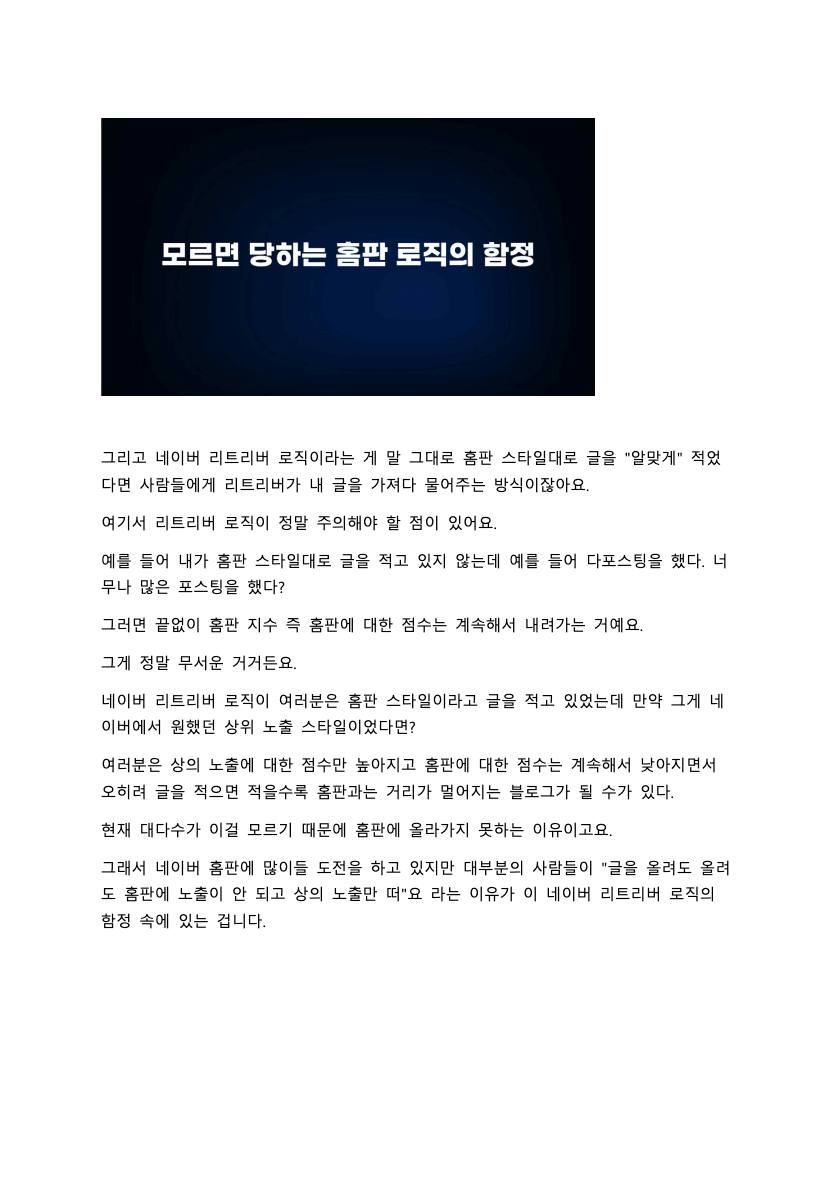 모르면 당하는 홈판 로직의 함정
그리고 네이버 리트리버 로직이라는 게 말 그대로 홈판 스타일대로 글을 "알맞게" 적었
다면 사람들에게 리트리버가 내 글을 가져다 물어주는 방식이잖아요.
여기서 리트리버 로직이 정말 주의해야 할 점이 있어요.
예를 들어 내가 홈판 스타일대로 글을 적고 있지 않는데 예를 들어 다포스팅을 했다. 너
무나 많은 포스팅을 했다?
그러면 끝없이 홈판 지수 즉 홈판에 대한 점수는 계속해서 내려가는 거예요.
그게 정말 무서운 거거든요.
네이버 리트리버 로직이 여러분은 홈판 스타일이라고 글을 적고 있었는데 만약 그게 네
이버에서 원했던 상위 노출 스타일이었다면?
여러분은 상의 노출에 대한 점수만 높아지고 홈판에 대한 점수는 계속해서 낮아지면서
오히려 글을 적으면 적을수록 홈판과는 거리가 멀어지는 블로그가 될 수가 있다.
현재 대다수가 이걸 모르기 때문에 홈판에 올라가지 못하는 이유이고요.
그래서 네이버 홈판에 많이들 도전을 하고 있지만 대부분의 사람들이 "글을 올려도 올려
도 홈판에 노출이 안 되고 상의 노출만 떠"요 라는 이유가 이 네이버 리트리버 로직의
함정 속에 있는 겁니다.